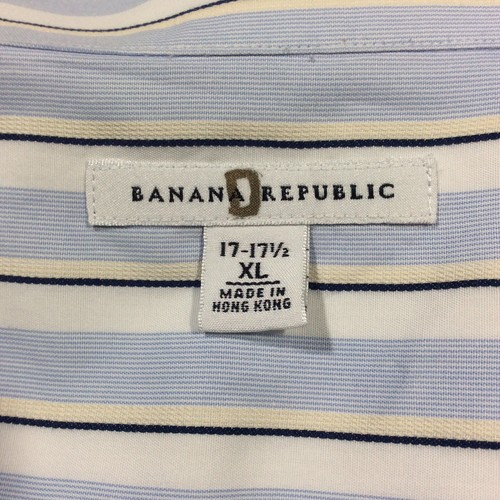 BANANA REPUBLIC
17-17½
XL
MADE IN
HONG KONG